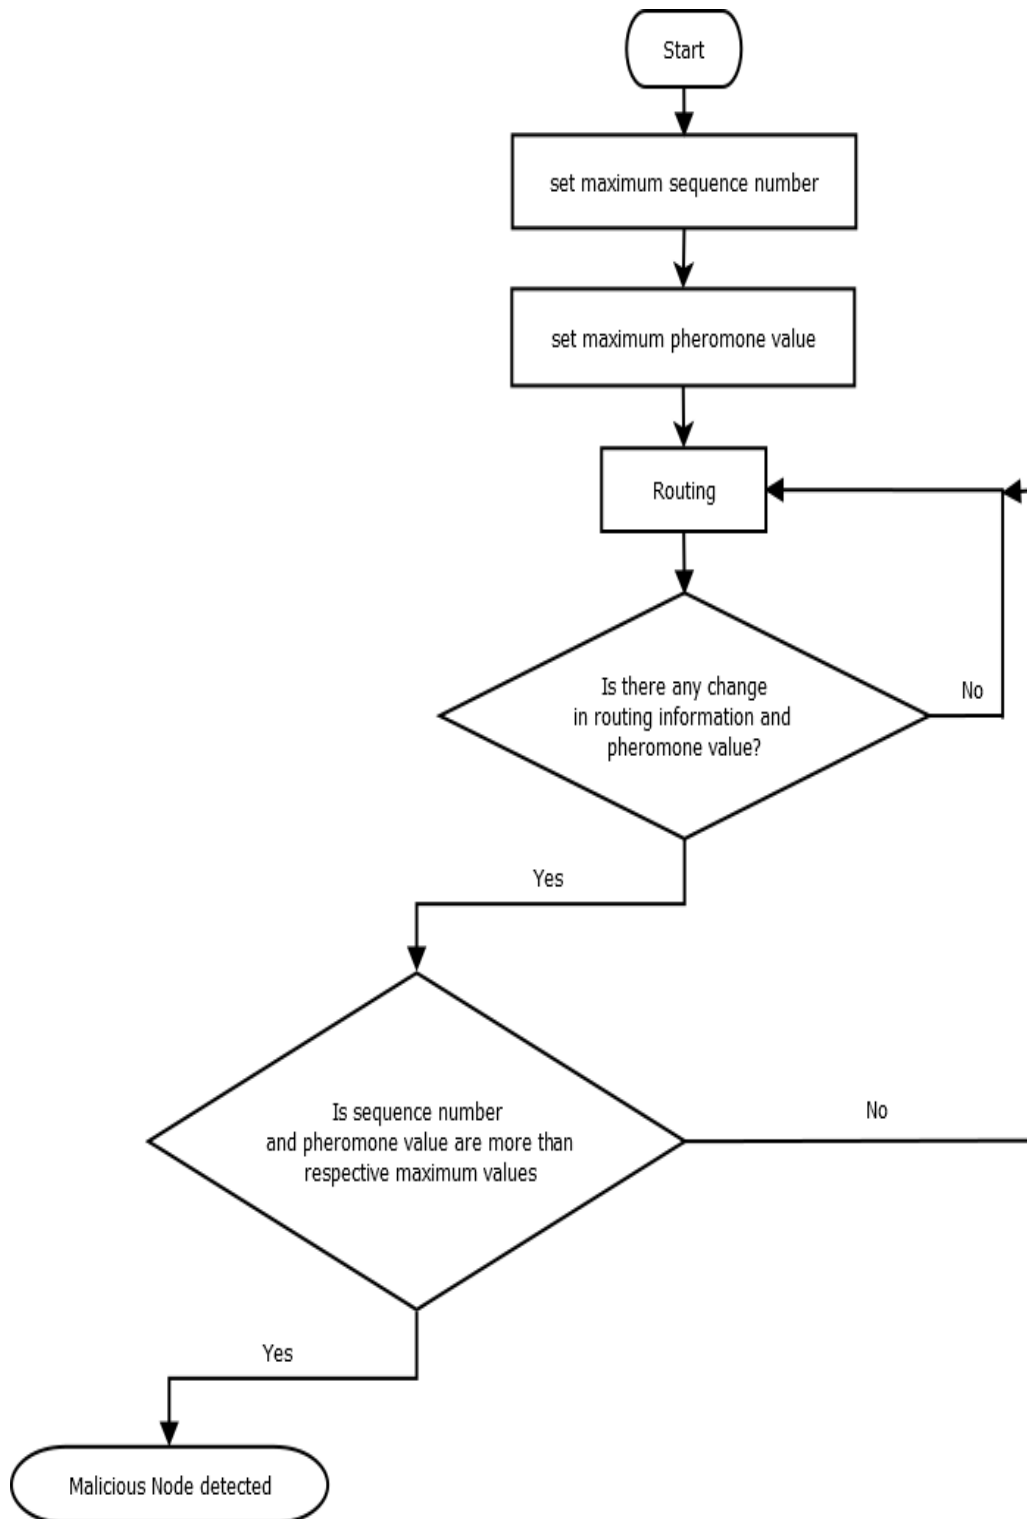 Start
set maximum sequence number
set maximum pheromone value
Routing
Is there any change
in routing information and
pheromone value?
No
Yes
Is sequence number
and pheromone value are more than
respective maximum values
No
Yes
Malicious Node detected